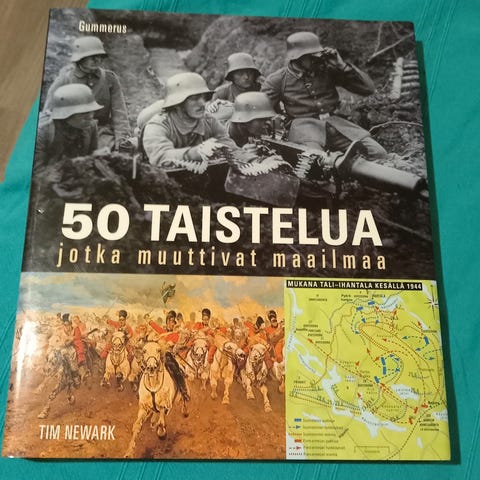 Gummerus
50 TAISTELUA
jotka muuttivat maailmaa
MUKANA TALI–IHANTALA KESÄLLÄ 1944
TIM NEWARK